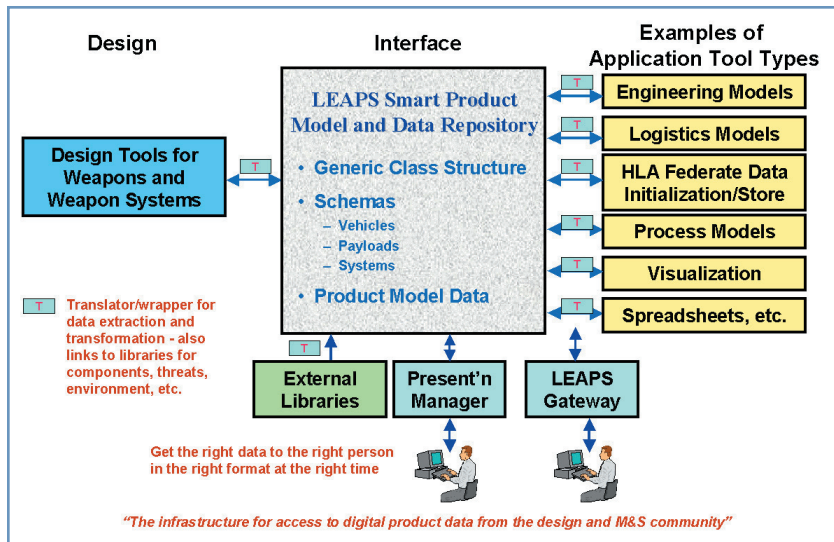 Design
Interface
Examples of
Application Tool Types
LEAPS Smart Product
Model and Data Repository
• Generic Class Structure
• Schemas
– Vehicles
– Payloads
– Systems
• Product Model Data
Design Tools for
Weapons and
Weapon Systems
T
T
Engineering Models
T
Logistics Models
T
HLA Federate Data
Initialization/Store
T
Process Models
T
Visualization
T
Spreadsheets, etc.
T
Translator/wrapper for
data extraction and
transformation - also
links to libraries for
components, threats,
environment, etc.
T
External
Libraries
Present'n
Manager
LEAPS
Gateway
Get the right data to the right person
in the right format at the right time
“The infrastructure for access to digital product data from the design and M&S community”